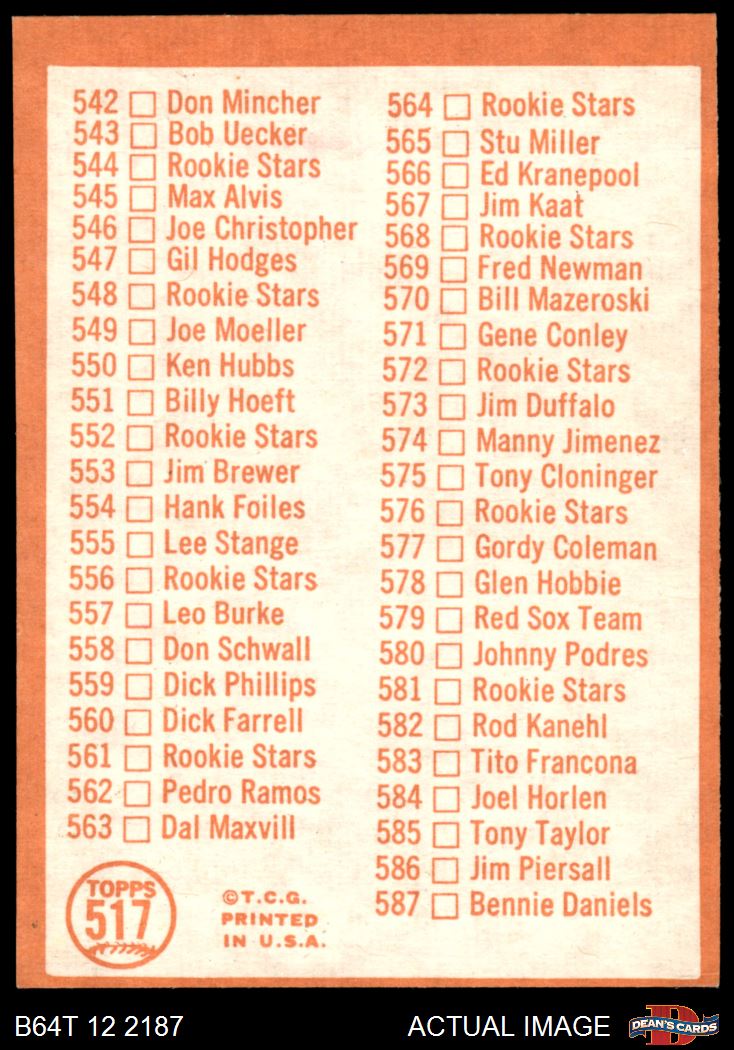 542 Don Mincher
543 Bob Uecker
544 Rookie Stars
545 Max Alvis
546 Joe Christopher
547 Gil Hodges
548 Rookie Stars
549 Joe Moeller
550 Ken Hubbs
551 Billy Hoeft
552 Rookie Stars
553 Jim Brewer
554 Hank Foiles
555 Lee Stange
556 Rookie Stars
557 Leo Burke
558 Don Schwall
559 Dick Phillips
560 Dick Farrell
561 Rookie Stars
562 Pedro Ramos
563 Dal Maxvill
564 Rookie Stars
565 Stu Miller
566 Ed Kranepool
567 Jim Kaat
568 Rookie Stars
569 Fred Newman
570 Bill Mazeroski
571 Gene Conley
572 Rookie Stars
573 Jim Duffalo
574 Manny Jimenez
575 Tony Cloninger
576 Rookie Stars
577 Gordy Coleman
578 Glen Hobbie
579 Red Sox Team
580 Johnny Podres
581 Rookie Stars
582 Rod Kanehl
583 Tito Francona
584 Joel Horlen
585 Tony Taylor
586 Jim Piersall
587 Bennie Daniels
TOPPS
517
©T.C.G.
PRINTED
IN U.S.A.
B64T 12 2187
ACTUAL IMAGE
D
DEAN'S CARDS